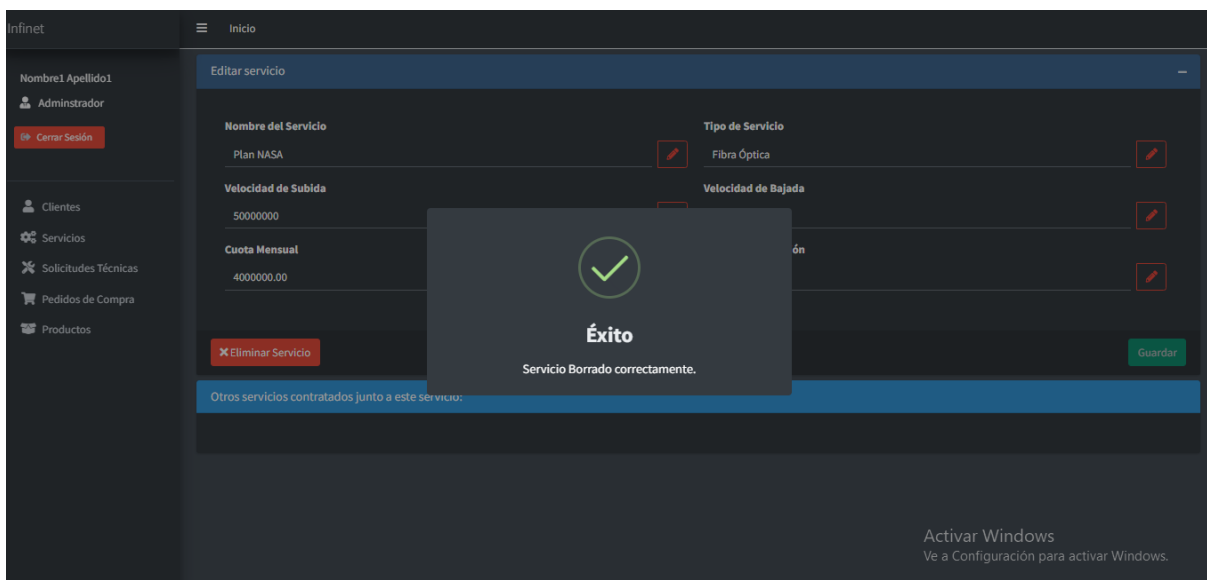 Infinet
Inicio
Nombre1 Apellido1
Adminstrador
Cerrar Sesión
Clientes
Servicios
Solicitudes Técnicas
Pedidos de Compra
Productos
Editar servicio
Nombre del Servicio
Plan NASA
Tipo de Servicio
Fibra Óptica
Velocidad de Subida
50000000
Velocidad de Bajada
Cuota Mensual
4000000.00
ón
Éxito
Servicio Borrado correctamente.
Eliminar Servicio
Guardar
Otros servicios contratados junto a este servicio:
Activar Windows
Ve a Configuración para activar Windows.